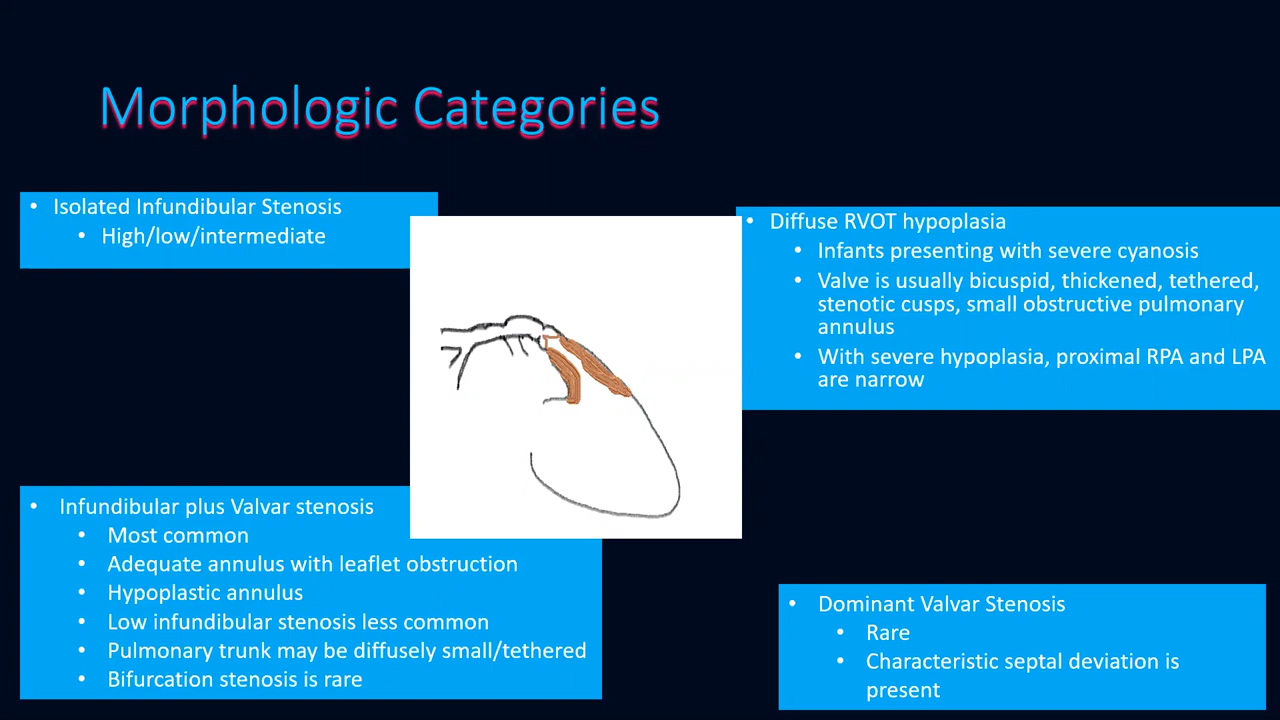 Morphologic Categories
• Isolated Infundibular Stenosis
• High/low/intermediate
• Diffuse RVOT hypoplasia
• Infants presenting with severe cyanosis
• Valve is usually bicuspid, thickened, tethered,
stenotic cusps, small obstructive pulmonary
annulus
• With severe hypoplasia, proximal RPA and LPA
are narrow
• Infundibular plus Valvar stenosis
• Most common
• Adequate annulus with leaflet obstruction
• Hypoplastic annulus
• Low infundibular stenosis less common
• Pulmonary trunk may be diffusely small/tethered
• Bifurcation stenosis is rare
• Dominant Valvar Stenosis
• Rare
• Characteristic septal deviation is
present